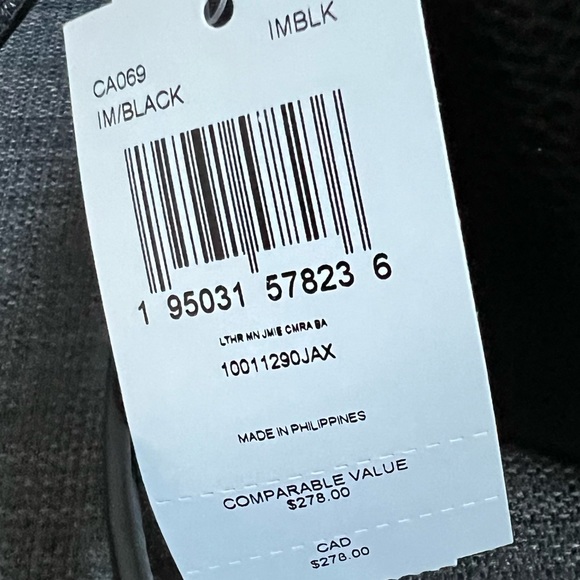 IMBLK
CA069
IM/BLACK
1 95031 57823 6
LTHR MN JMIE CMRA BA
10011290JAX
MADE IN PHILIPPINES
COMPARABLE VALUE
$278.00
CAD
$278.00